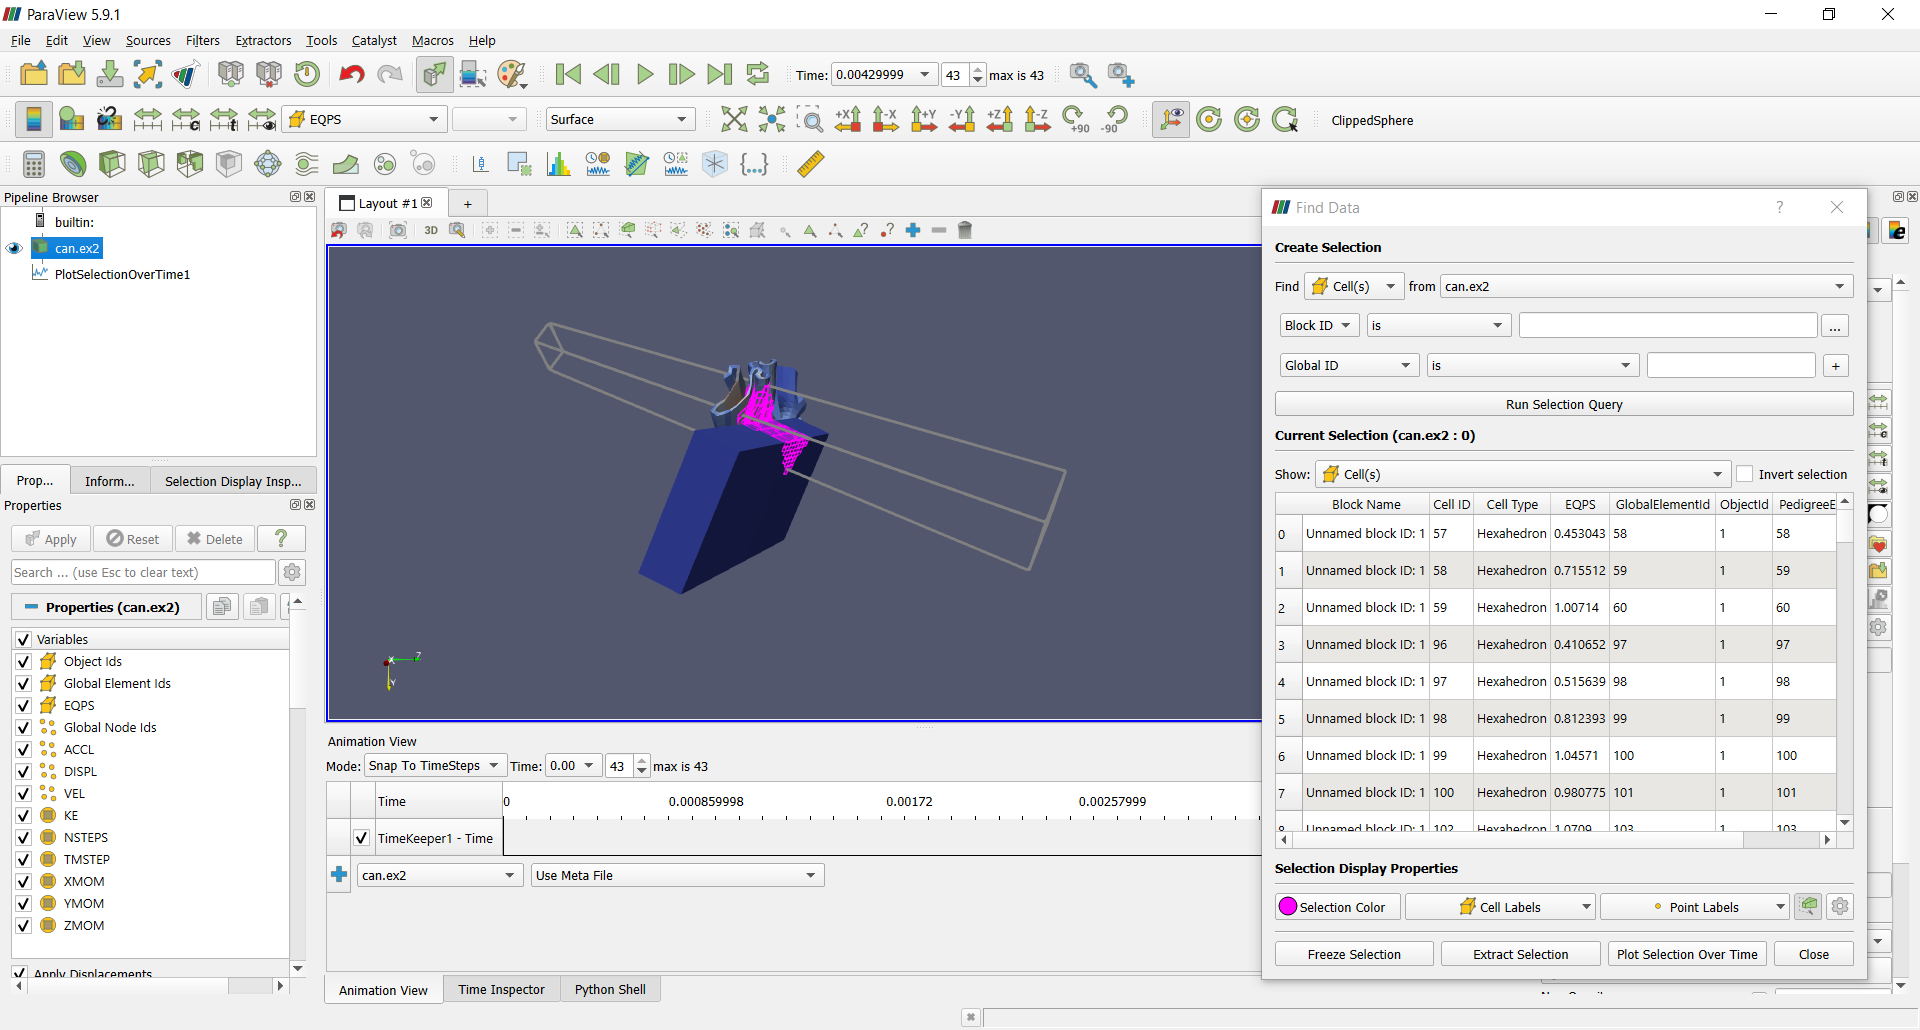 ParaView 5.9.1
File Edit View Sources Filters Extractors Tools Catalyst Macros Help
Time: 0.00429999 43 max is 43
EQPS Surface +X -X +Y -Y +Z -Z +90 -90 ClippedSphere
Pipeline Browser
builtin:
can.ex2
PlotSelectionOverTime1
Prop... Inform... Selection Display Insp...
Properties
Apply Reset Delete ?
Search ... (use Esc to clear text)
Properties (can.ex2)
Variables
Object Ids
Global Element Ids
EQPS
Global Node Ids
ACCL
DISPL
VEL
KE
NSTEPS
TMSTEP
XMOM
YMOM
ZMOM
Apply Displacements
Layout #1 +
3D
X Z
Y
Animation View
Mode: Snap To TimeSteps Time: 0.00 43 max is 43
Time 0 0.000859998 0.00172 0.00257999
TimeKeeper1 - Time
can.ex2 Use Meta File
Animation View Time Inspector Python Shell
Find Data ?
Create Selection
Find Cell(s) from can.ex2
Block ID is ...
Global ID is +
Run Selection Query
Current Selection (can.ex2 : 0)
Show: Cell(s) Invert selection
Block Name Cell ID Cell Type EQPS GlobalElementId ObjectId PedigreeE
0 Unnamed block ID: 1 57 Hexahedron 0.453043 58 1 58
1 Unnamed block ID: 1 58 Hexahedron 0.715512 59 1 59
2 Unnamed block ID: 1 59 Hexahedron 1.00714 60 1 60
3 Unnamed block ID: 1 96 Hexahedron 0.410652 97 1 97
4 Unnamed block ID: 1 97 Hexahedron 0.515639 98 1 98
5 Unnamed block ID: 1 98 Hexahedron 0.812393 99 1 99
6 Unnamed block ID: 1 99 Hexahedron 1.04571 100 1 100
7 Unnamed block ID: 1 100 Hexahedron 0.980775 101 1 101
8 Unnamed block ID: 1 102 Hexahedron 1.0709 103 1 103
Selection Display Properties
Selection Color Cell Labels Point Labels
Freeze Selection Extract Selection Plot Selection Over Time Close